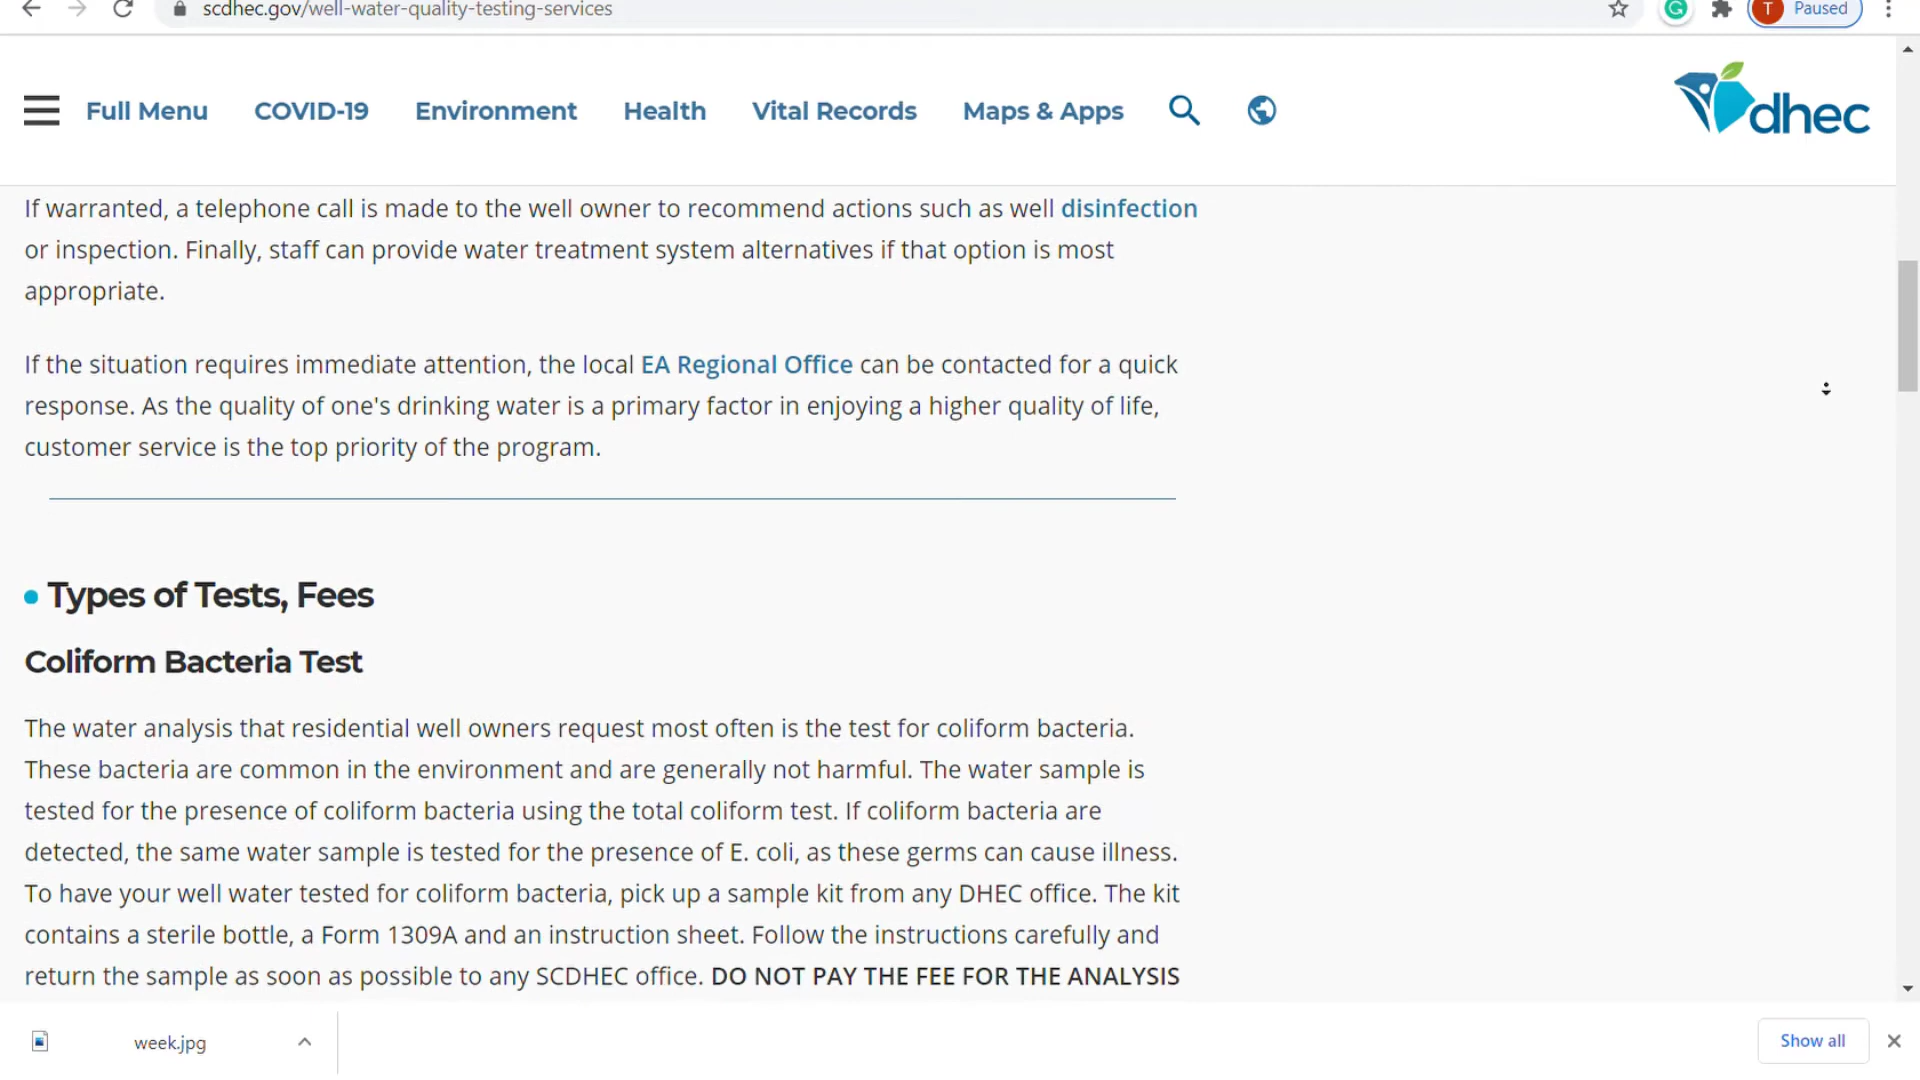 scdhec.gov/well-water-quality-testing-services
T Paused
Full Menu COVID-19 Environment Health Vital Records Maps & Apps
dhec
If warranted, a telephone call is made to the well owner to recommend actions such as well disinfection
or inspection. Finally, staff can provide water treatment system alternatives if that option is most
appropriate.
If the situation requires immediate attention, the local EA Regional Office can be contacted for a quick
response. As the quality of one's drinking water is a primary factor in enjoying a higher quality of life,
customer service is the top priority of the program.
Types of Tests, Fees
Coliform Bacteria Test
The water analysis that residential well owners request most often is the test for coliform bacteria.
These bacteria are common in the environment and are generally not harmful. The water sample is
tested for the presence of coliform bacteria using the total coliform test. If coliform bacteria are
detected, the same water sample is tested for the presence of E. coli, as these germs can cause illness.
To have your well water tested for coliform bacteria, pick up a sample kit from any DHEC office. The kit
contains a sterile bottle, a Form 1309A and an instruction sheet. Follow the instructions carefully and
return the sample as soon as possible to any SCDHEC office. DO NOT PAY THE FEE FOR THE ANALYSIS
week.jpg
Show all